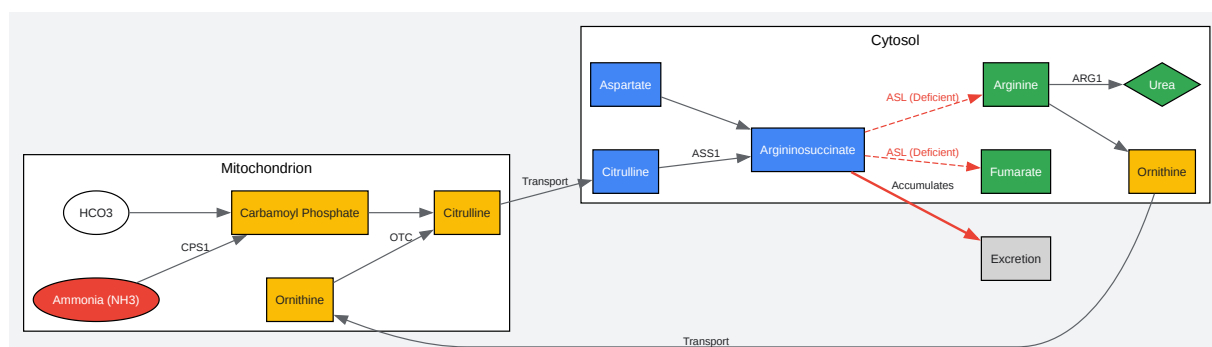 Cytosol
Aspartate
ASL (Deficient)
Arginine
ARG1
Urea
Argininosuccinate
Citrulline
ASS1
ASL (Deficient)
Fumarate
Ornithine
Accumulates
Excretion
Mitochondrion
Transport
HCO3
Carbamoyl Phosphate
Citrulline
CPS1
OTC
Ammonia (NH3)
Ornithine
Transport